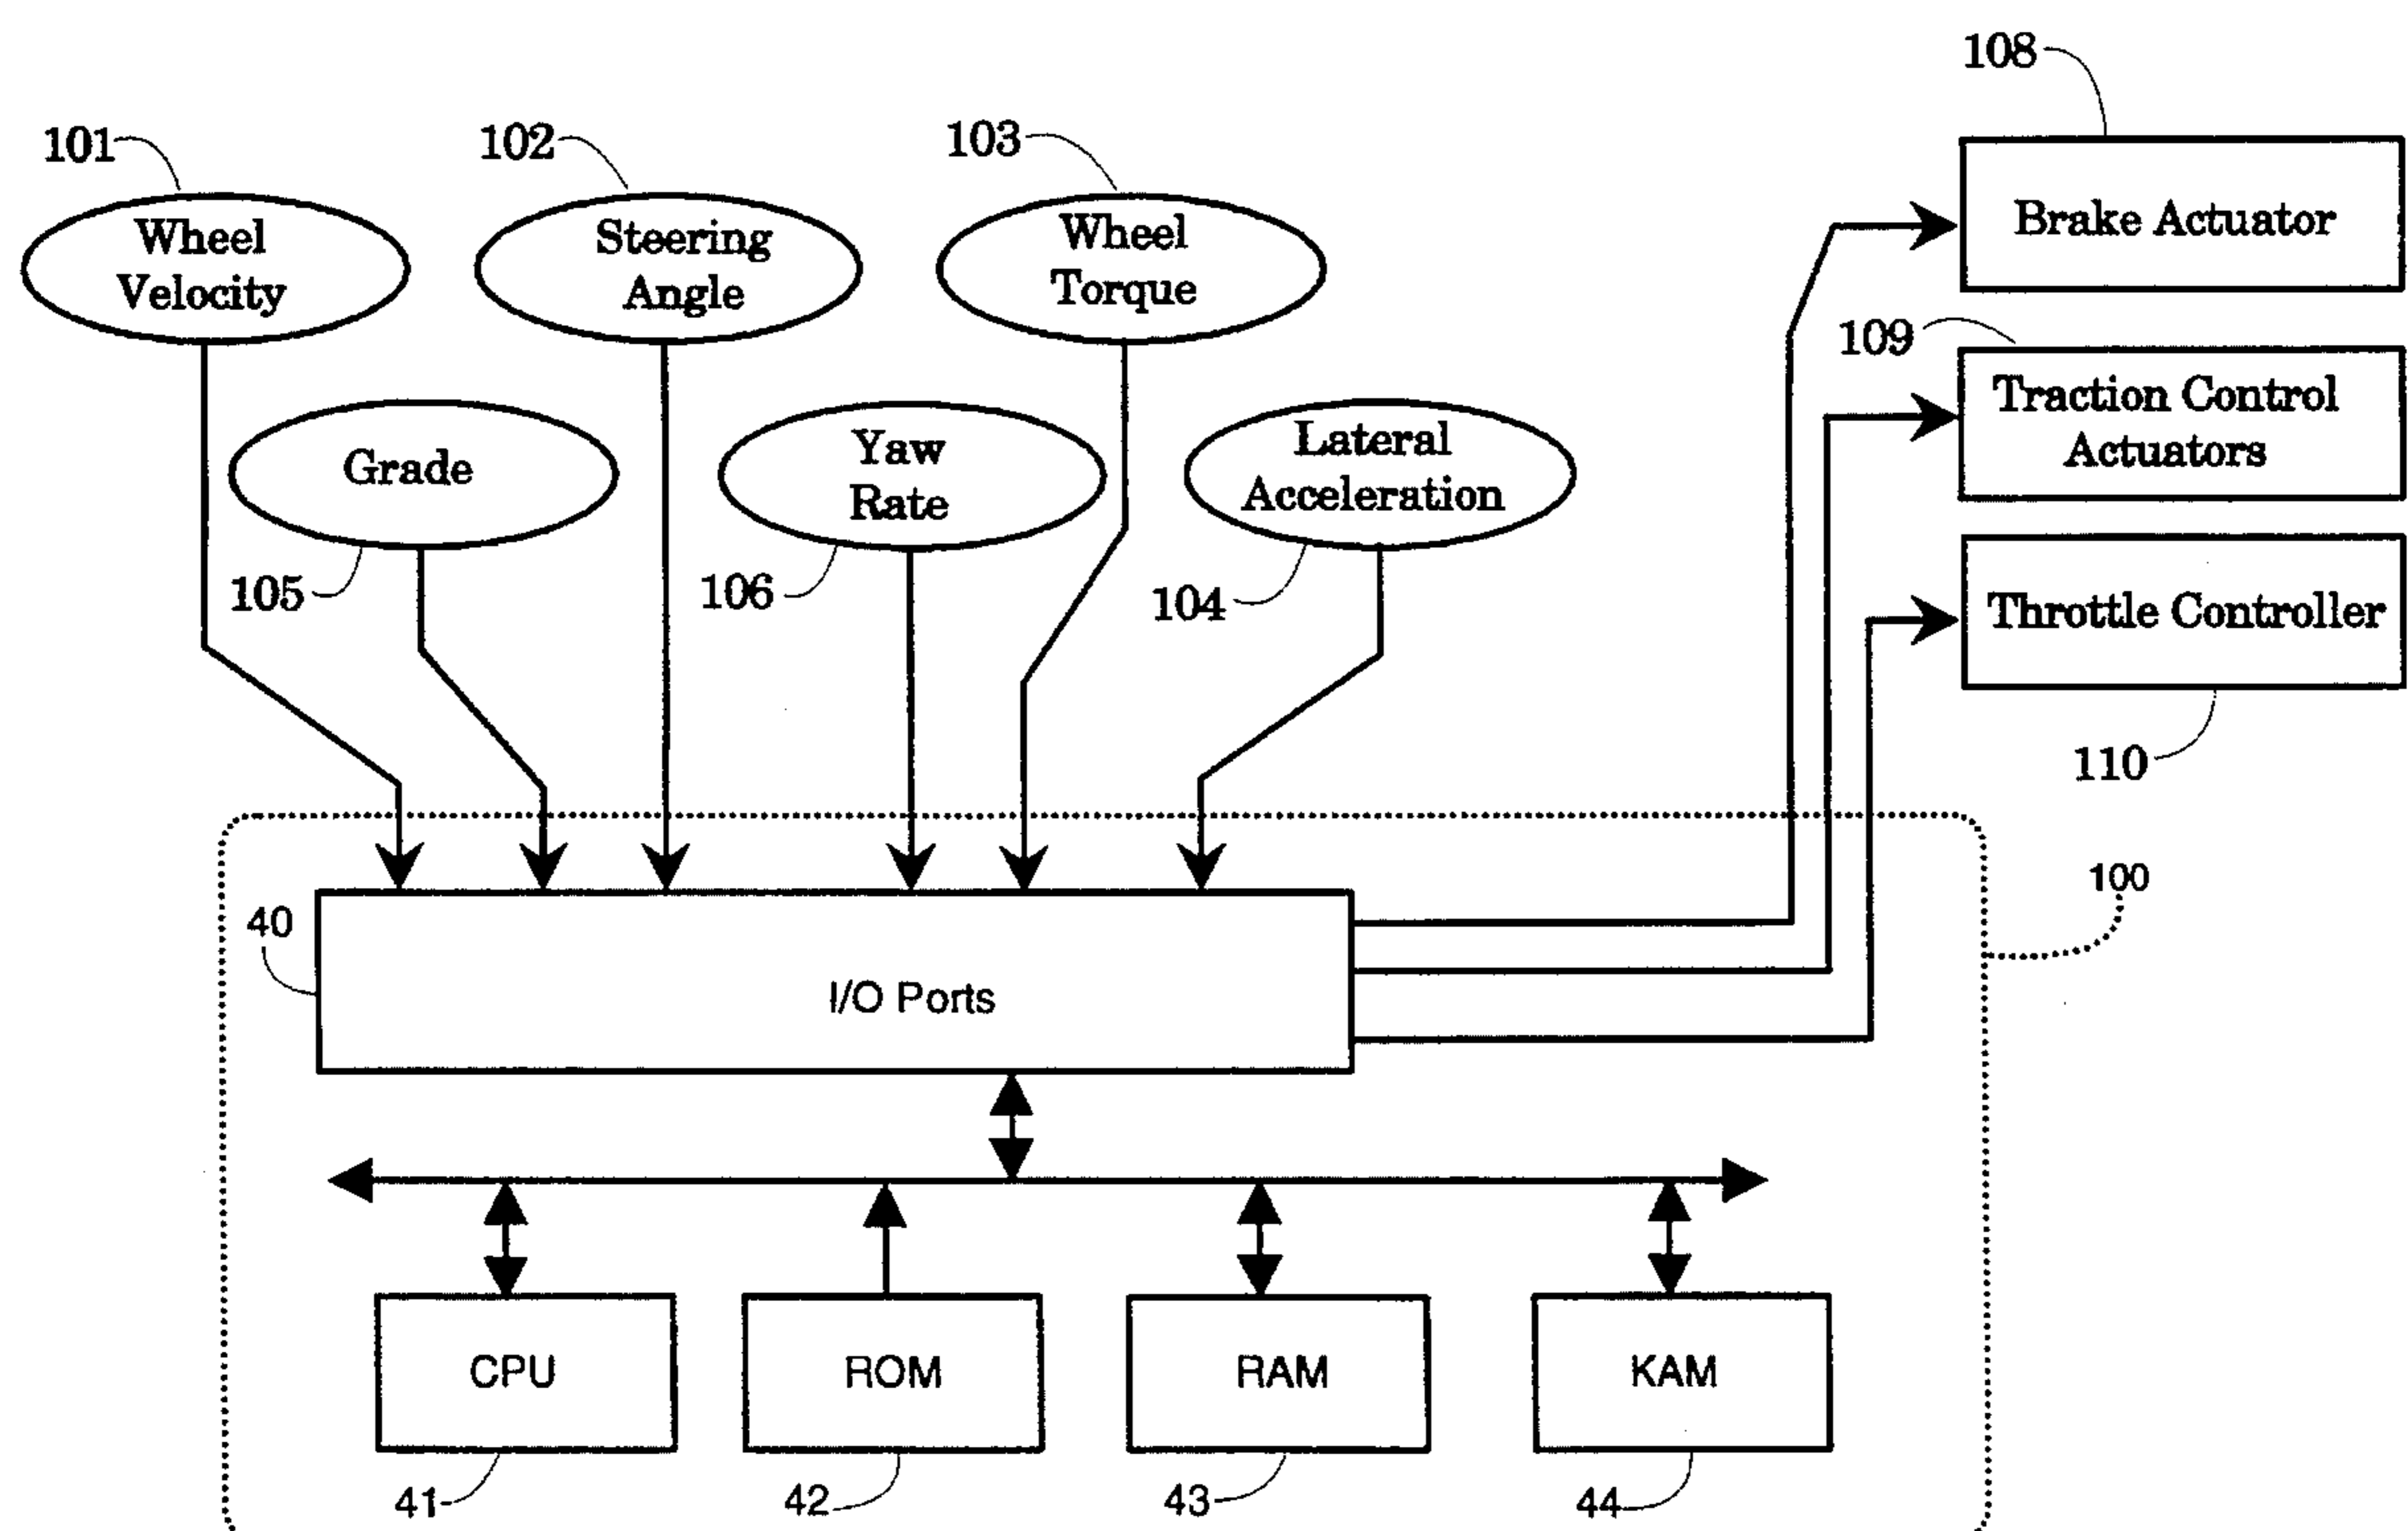 108
101
102
103
Wheel
Velocity
Steering
Angle
Wheel
Torque
Brake Actuator
109
Grade
Yaw
Rate
Lateral
Acceleration
Traction Control
Actuators
105
106
104
Throttle Controller
110
100
40
I/O Ports
CPU
ROM
RAM
KAM
41
42
43
44